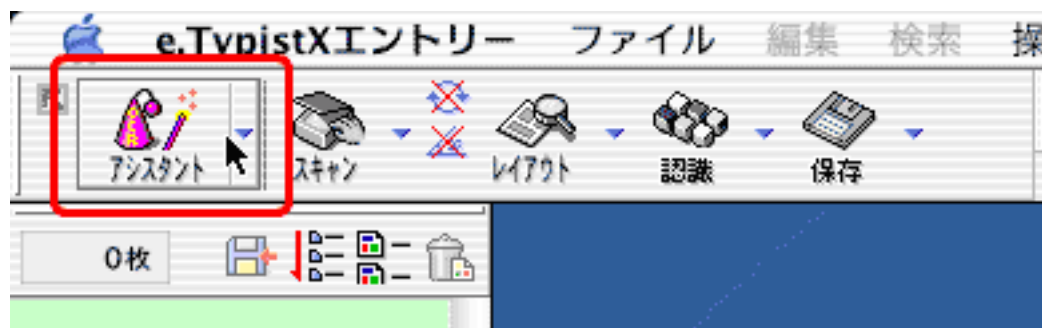 e.TypistXエントリー ファイル 編集 検索 操
アシスタント スキャン レイアウト 認識 保存
0枚